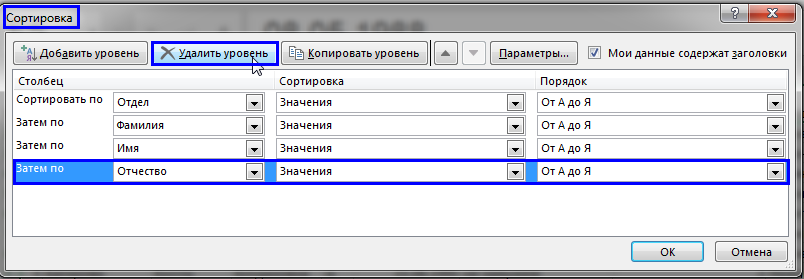 Сортировка
Добавить уровень Удалить уровень Копировать уровень Параметры... Мои данные содержат заголовки
Столбец Сортировка Порядок
Сортировать по Отдел Значения От А до Я
Затем по Фамилия Значения От А до Я
Затем по Имя Значения От А до Я
Затем по Отчество Значения От А до Я
ОК Отмена